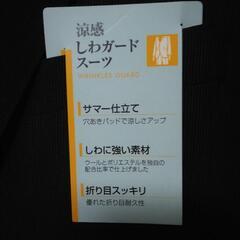 涼感
しわガード
スーツ
WRINKLES GUARD
サマー仕立て
穴あきパッドで涼しさアップ
しわに強い素材
ウールとポリエステルを独自の
配合比率で仕上げました
折り目スッキリ
優れた折り目耐久性